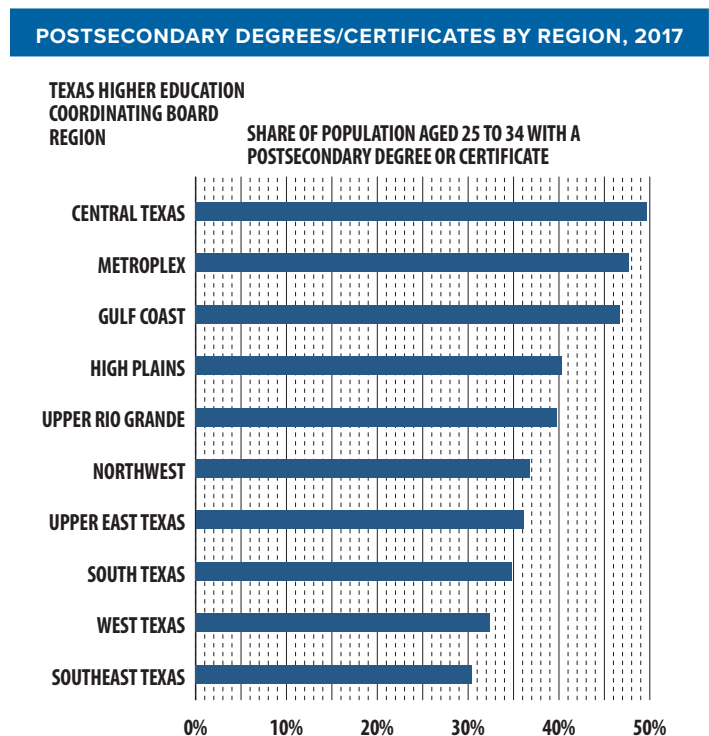 POSTSECONDARY DEGREES/CERTIFICATES BY REGION, 2017
TEXAS HIGHER EDUCATION
COORDINATING BOARD
REGION
SHARE OF POPULATION AGED 25 TO 34 WITH A
POSTSECONDARY DEGREE OR CERTIFICATE
CENTRAL TEXAS
METROPLEX
GULF COAST
HIGH PLAINS
UPPER RIO GRANDE
NORTHWEST
UPPER EAST TEXAS
SOUTH TEXAS
WEST TEXAS
SOUTHEAST TEXAS
0% 10% 20% 30% 40% 50%